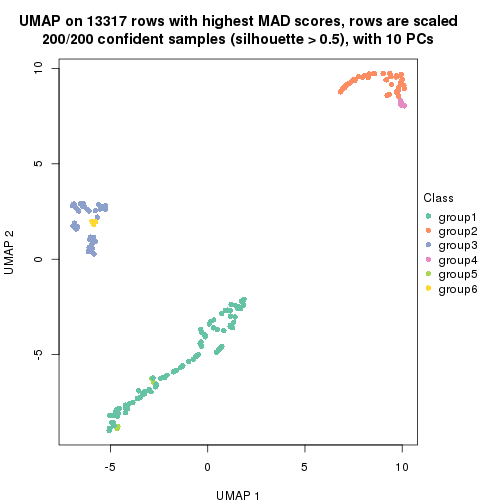 UMAP on 13317 rows with highest MAD scores, rows are scaled
200/200 confident samples (silhouette > 0.5), with 10 PCs
10
5
0
-5
UMAP 2
-5
0
5
10
UMAP 1
Class
group1
group2
group3
group4
group5
group6